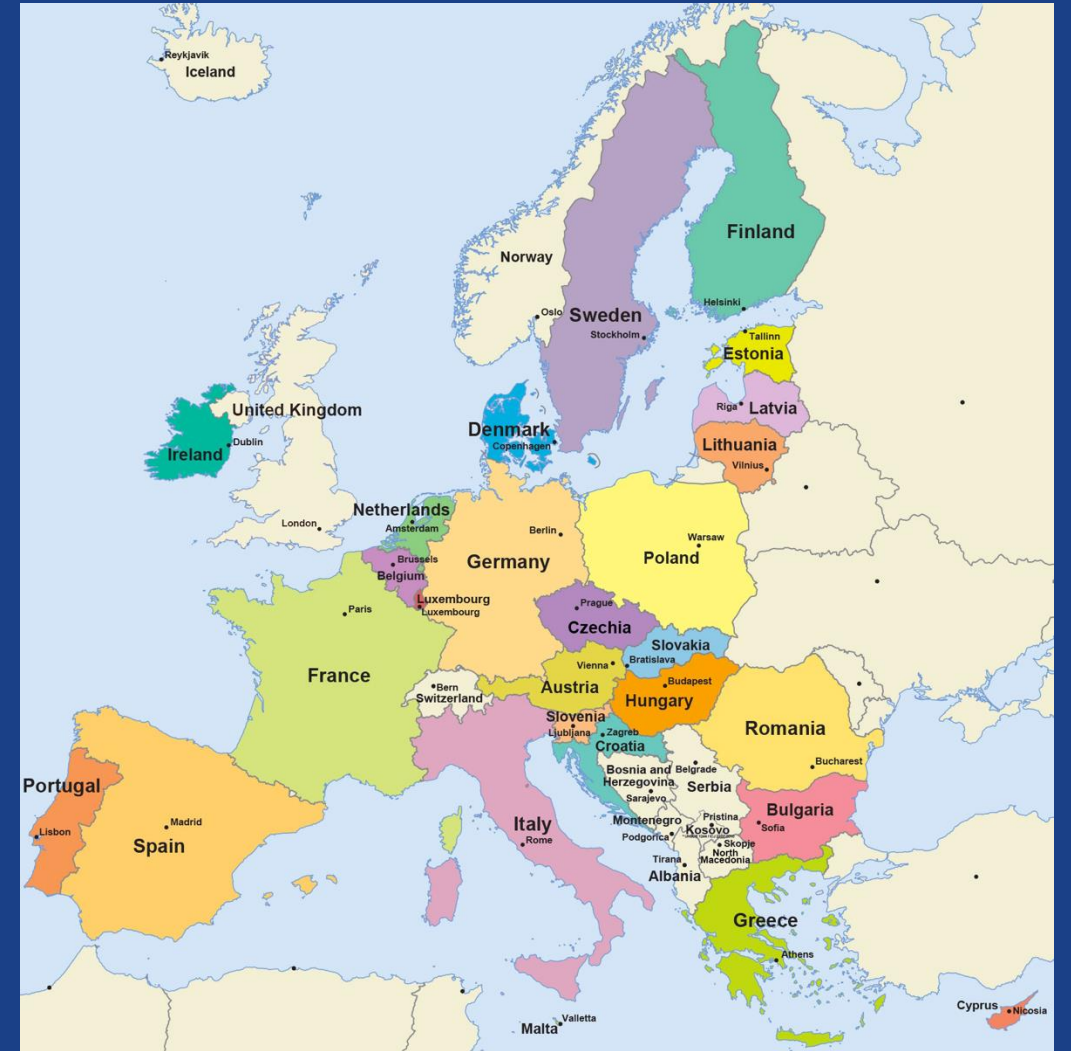 Reykjavik
Iceland
Norway
Oslo
Sweden
Stockholm
Finland
Helsinki
Tallinn
Estonia
Riga
Latvia
Lithuania
Vilnius
United Kingdom
Dublin
Ireland
London
Denmark
Copenhagen
Netherlands
Amsterdam
Brussels
Belgium
Luxembourg
Luxembourg
Berlin
Germany
Warsaw
Poland
Prague
Czechia
Slovakia
Bratislava
Vienna
Austria
Budapest
Hungary
Paris
France
Bern
Switzerland
Slovenia
Ljubljana
Zagreb
Croatia
Romania
Bucharest
Bosnia and
Herzegovina
Sarajevo
Belgrade
Serbia
Montenegro
Podgorica
Pristina
Kosovo
Skopje
North
Macedonia
Tirana
Albania
Bulgaria
Sofia
Portugal
Lisbon
Madrid
Spain
Italy
Rome
Greece
Athens
Valletta
Malta
Cyprus
Nicosia